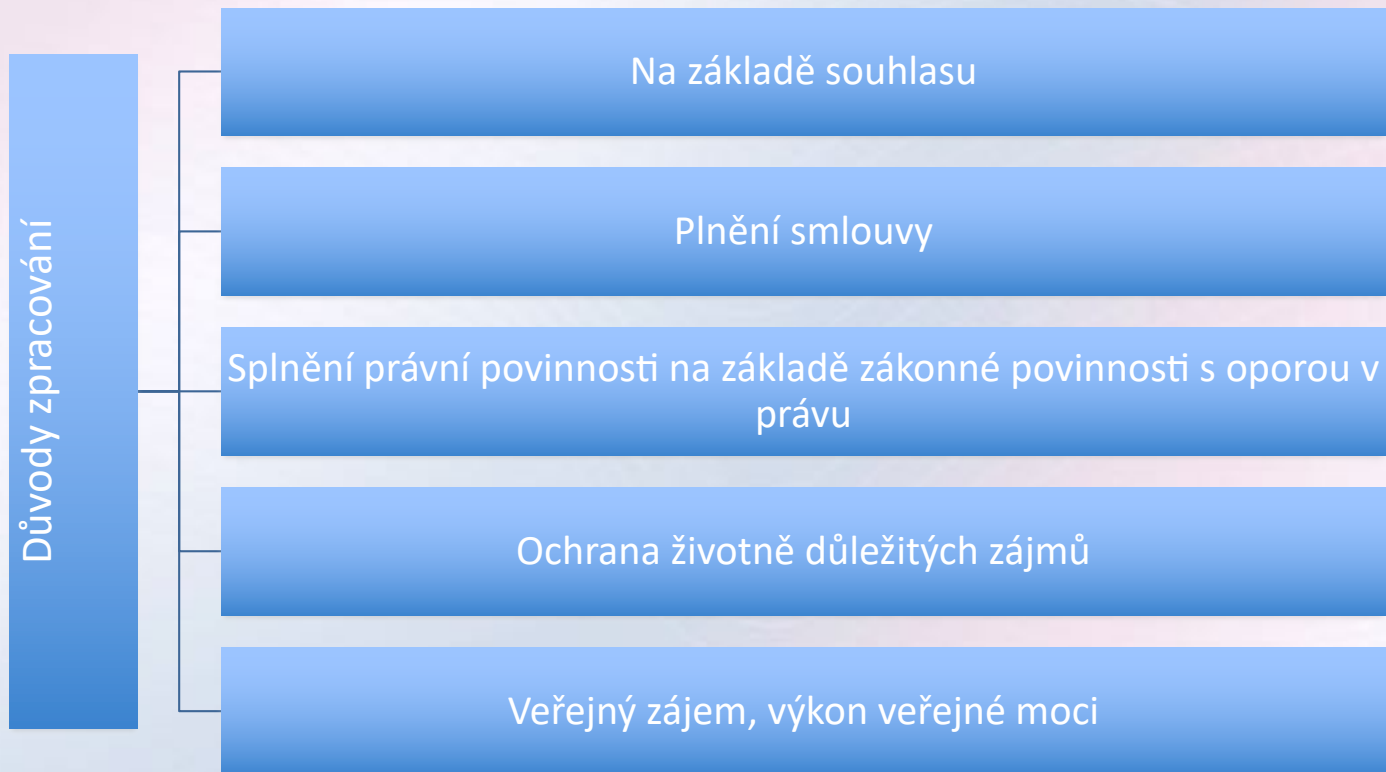 Důvody zpracování
Na základě souhlasu
Plnění smlouvy
Splnění právní povinnosti na základě zákonné povinnosti s oporou v
právu
Ochrana životně důležitých zájmů
Veřejný zájem, výkon veřejné moci